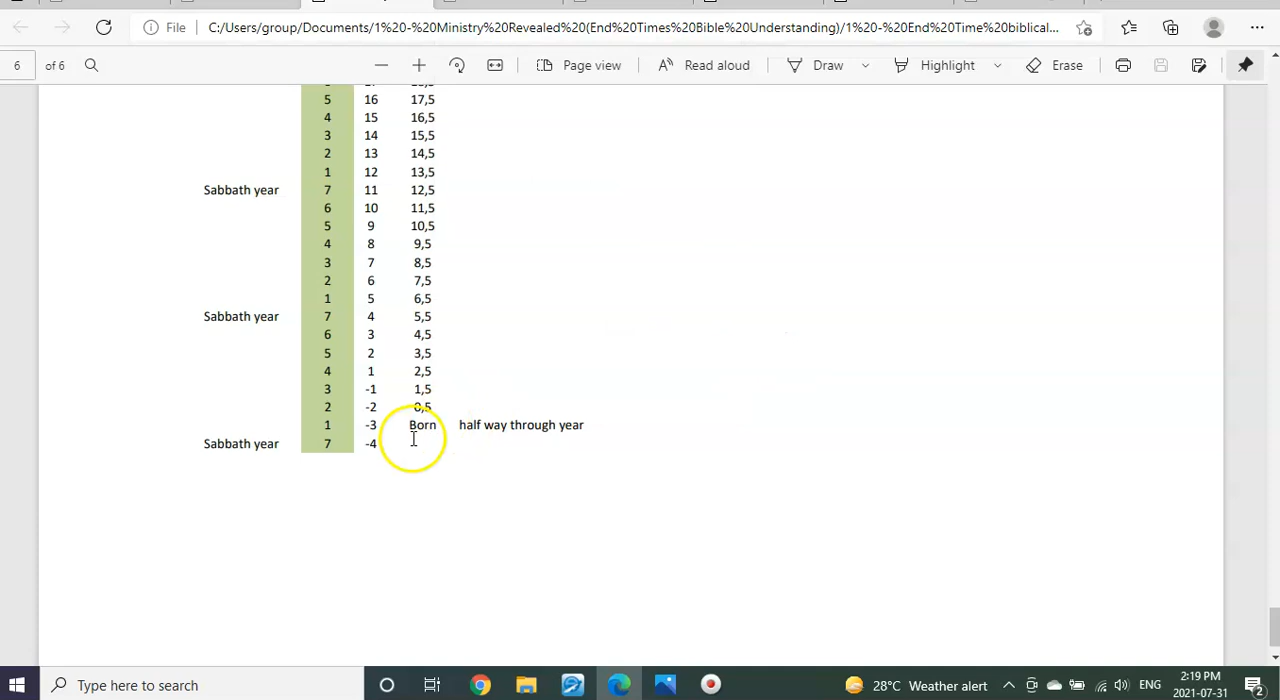 File C:/Users/group/Documents/1%20-%20Ministry%20Revealed%20(End%20Times%20Bible%20Understanding)/1%20-%20End%20Time%20biblical...
6 of 6 Page view Read aloud Draw Highlight Erase
5 16 17,5
4 15 16,5
3 14 15,5
2 13 14,5
1 12 13,5
Sabbath year 7 11 12,5
6 10 11,5
5 9 10,5
4 8 9,5
3 7 8,5
2 6 7,5
1 5 6,5
Sabbath year 7 4 5,5
6 3 4,5
5 2 3,5
4 1 2,5
3 -1 1,5
2 -2 0,5
1 -3 Born half way through year
Sabbath year 7 -4
Type here to search 28°C Weather alert ENG 2:19 PM
2021-07-31 2